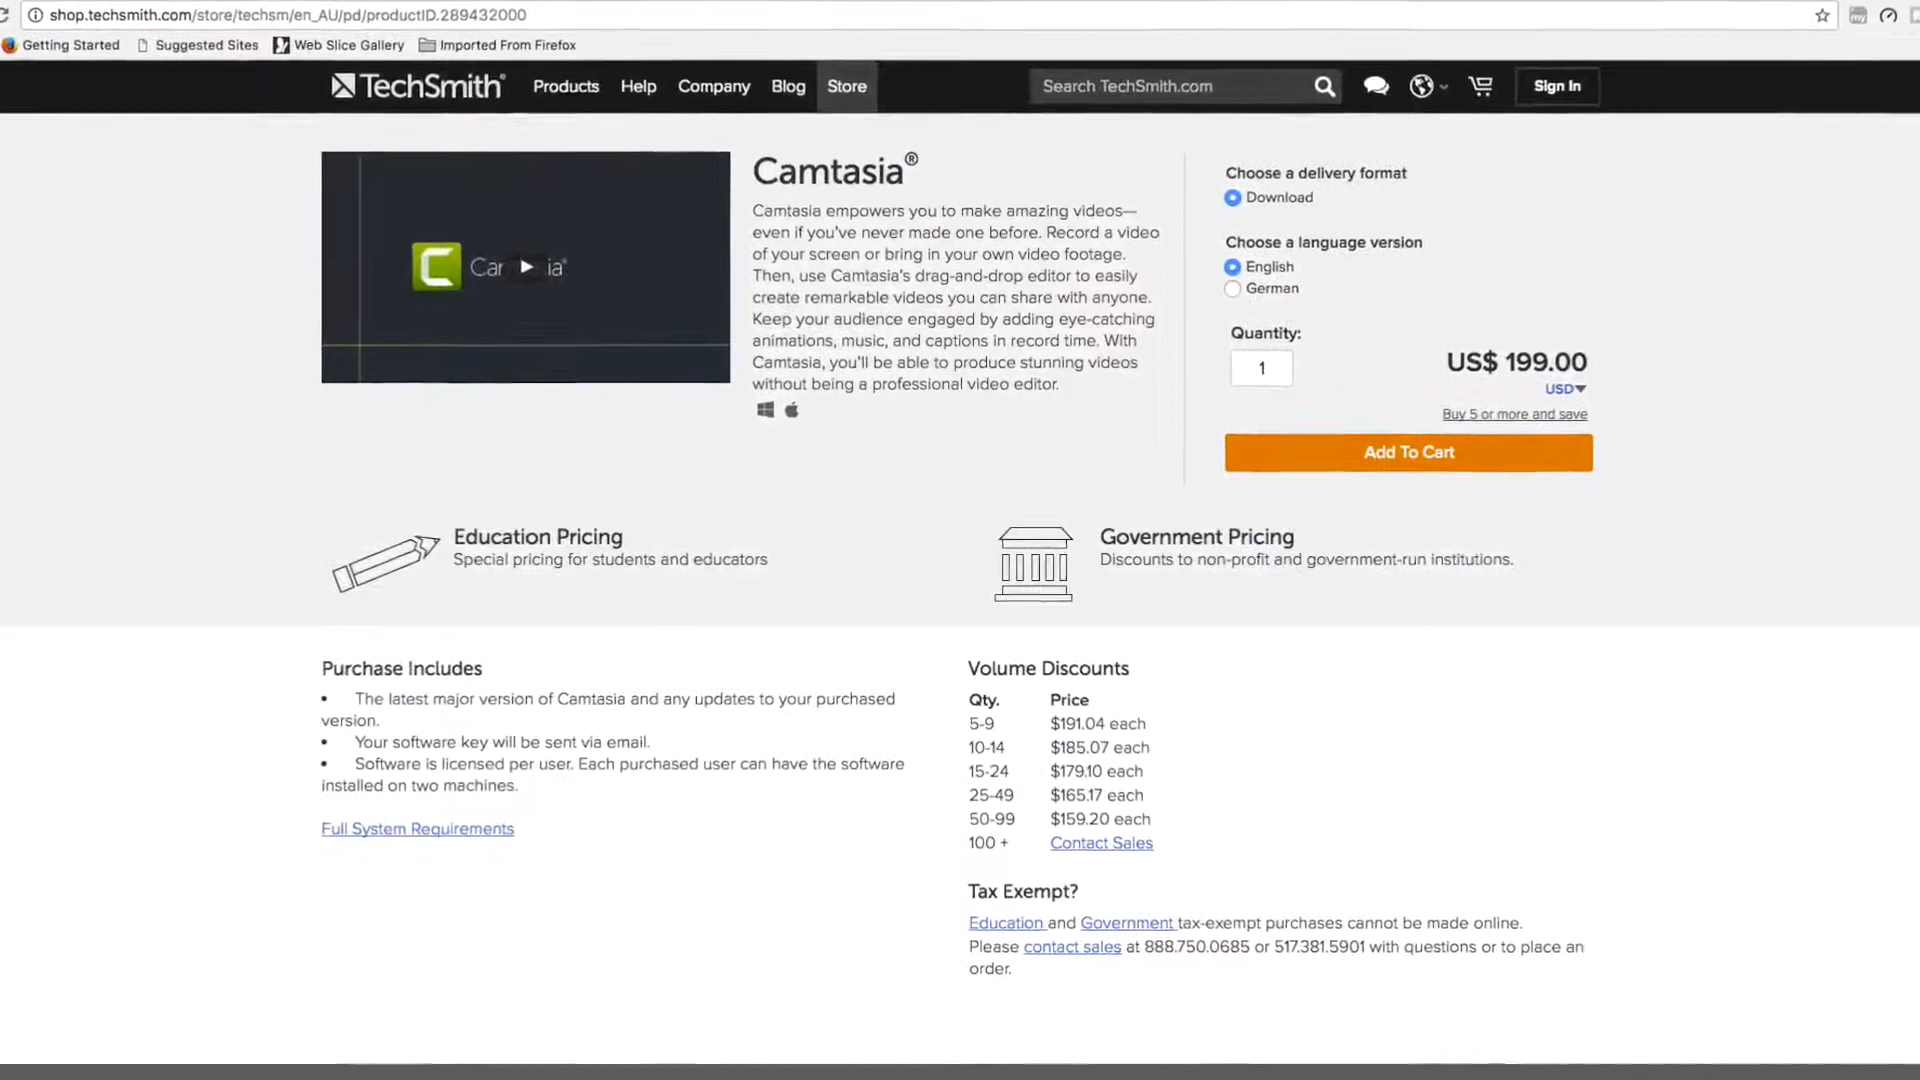 shop.techsmith.com/store/techsm/en_AU/pd/productID.289432000
Getting Started Suggested Sites Web Slice Gallery Imported From Firefox
TechSmith® Products Help Company Blog Store Search TechSmith.com Sign In
Camtasia®
Camtasia empowers you to make amazing videos—
even if you've never made one before. Record a video
of your screen or bring in your own video footage.
Then, use Camtasia's drag-and-drop editor to easily
create remarkable videos you can share with anyone.
Keep your audience engaged by adding eye-catching
animations, music, and captions in record time. With
Camtasia, you'll be able to produce stunning videos
without being a professional video editor.
Choose a delivery format
Download
Choose a language version
English
German
Quantity:
1
US$ 199.00
USD
Buy 5 or more and save
Add To Cart
Education Pricing
Special pricing for students and educators
Government Pricing
Discounts to non-profit and government-run institutions.
Purchase Includes
• The latest major version of Camtasia and any updates to your purchased
version.
• Your software key will be sent via email.
• Software is licensed per user. Each purchased user can have the software
installed on two machines.
Full System Requirements
Volume Discounts
Qty. Price
5-9 $191.04 each
10-14 $185.07 each
15-24 $179.10 each
25-49 $165.17 each
50-99 $159.20 each
100 + Contact Sales
Tax Exempt?
Education and Government tax-exempt purchases cannot be made online.
Please contact sales at 888.750.0685 or 517.381.5901 with questions or to place an
order.